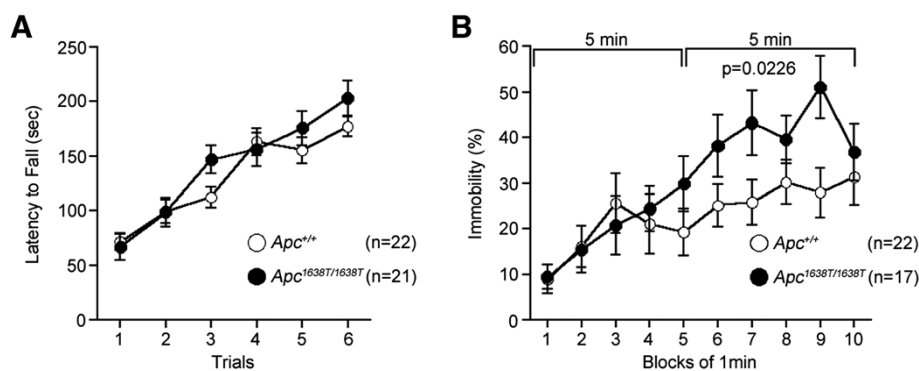 A
250
200
150
100
50
0
Latency to Fall (sec)
1 2 3 4 5 6
Trials
Apc+/+ (n=22)
Apc1638T/1638T (n=21)
B
5 min 5 min
p=0.0226
60
50
40
30
20
10
0
Immobility (%)
1 2 3 4 5 6 7 8 9 10
Blocks of 1min
Apc+/+ (n=22)
Apc1638T/1638T (n=17)